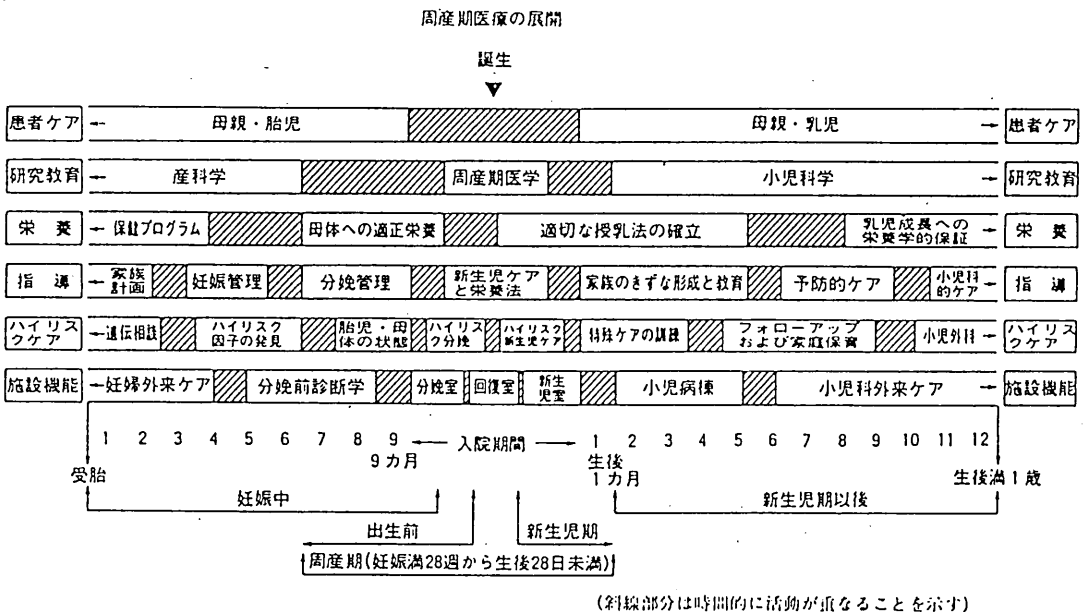 周産期医療の展開
誕生
患者ケア 母親・胎児 母親・乳児 患者ケア
研究教育 産科学 周産期医学 小児科学 研究教育
栄養 保健プログラム 母体への適正栄養 適切な授乳法の確立 乳児成長への
栄養学的保証 栄養
指導 家族
計画 妊娠管理 分娩管理 新生児ケア
と栄養法 家族のきずな形成と教育 予防的ケア 小児科
的ケア 指導
ハイリス
クケア 遺伝相談 ハイリスク
因子の発見 胎児・母
体の状態 ハイリス
ク分娩 ハイリスク
新生児ケア 特殊ケアの訓練 フォローアップ
および家庭保育 小児外科 ハイリス
クケア
施設機能 妊婦外来ケア 分娩前診断学 分娩室 回復室 新生
児室 小児病棟 小児科外来ケア 施設機能
1 2 3 4 5 6 7 8 9 入院期間 1 2 3 4 5 6 7 8 9 10 11 12
9カ月 生後
1カ月
受胎 生後満1歳
妊娠中 新生児期以後
出生前 新生児期
周産期(妊娠満28週から生後28日未満)
(斜線部分は時間的に活動が重なることを示す)